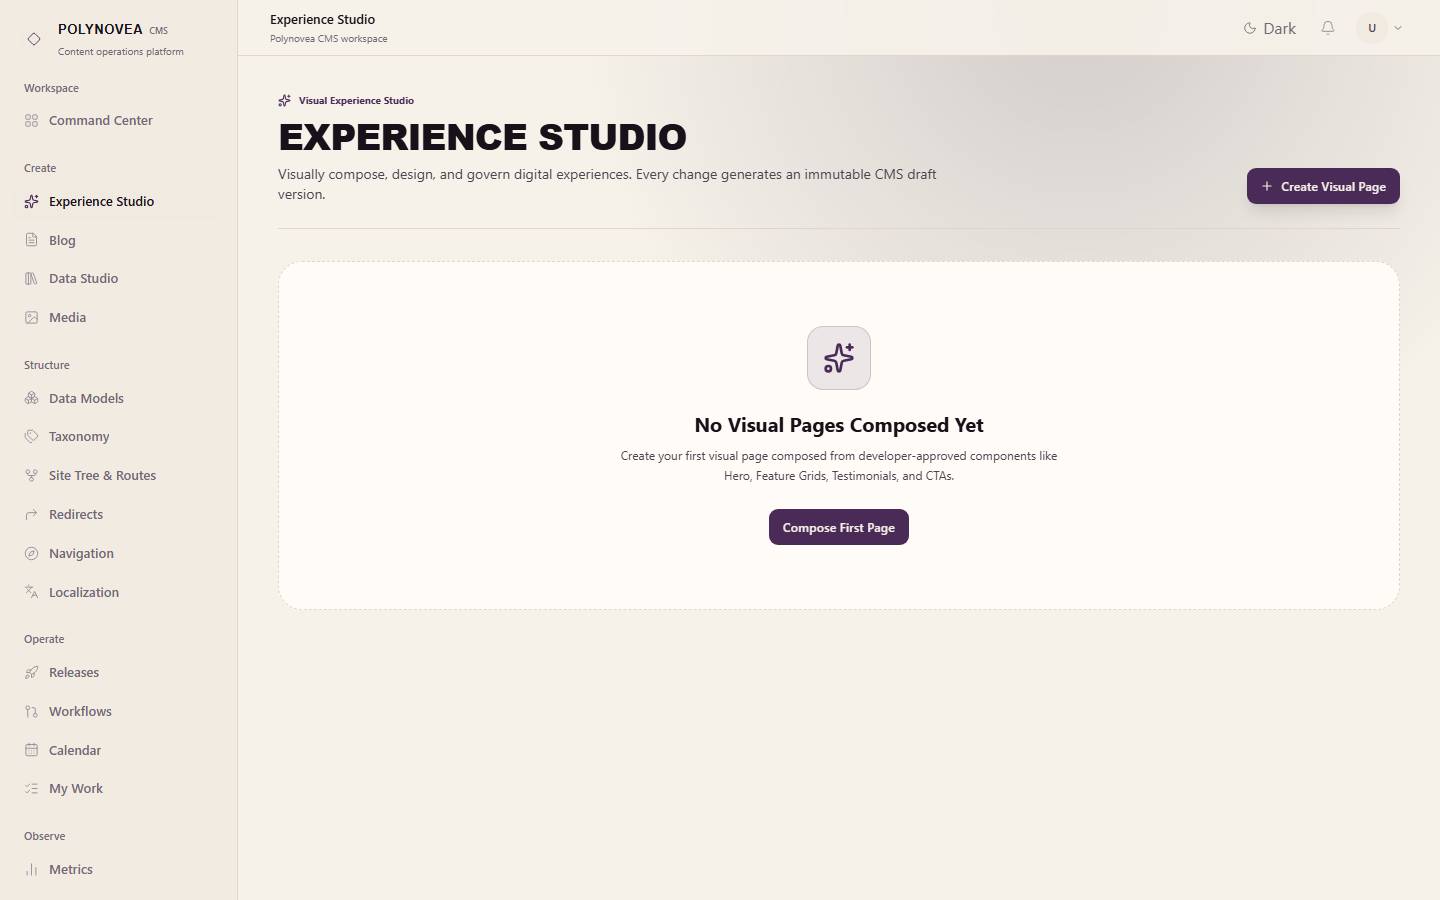 POLYNOVEA CMS
Content operations platform
Workspace
Command Center
Create
Experience Studio
Blog
Data Studio
Media
Structure
Data Models
Taxonomy
Site Tree & Routes
Redirects
Navigation
Localization
Operate
Releases
Workflows
Calendar
My Work
Observe
Metrics
Experience Studio
Polynovea CMS workspace
Dark
U
Visual Experience Studio
EXPERIENCE STUDIO
Visually compose, design, and govern digital experiences. Every change generates an immutable CMS draft
version.
Create Visual Page
No Visual Pages Composed Yet
Create your first visual page composed from developer-approved components like
Hero, Feature Grids, Testimonials, and CTAs.
Compose First Page